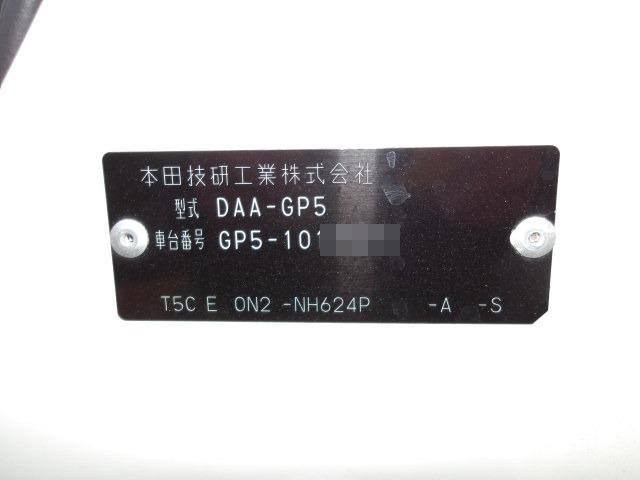 本田技研工業株式会社
型式 DAA-GP5
車台番号 GP5-101
T5C E 0N2 -NH624P -A -S